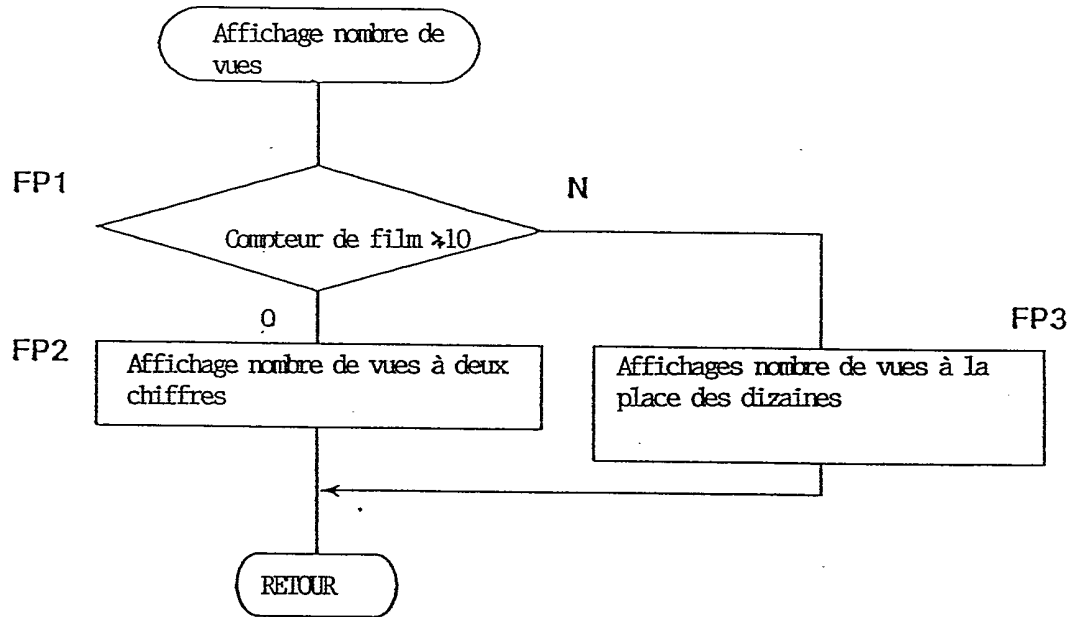 Affichage nombre de
vues
FP1
N
Compteur de film ≥10
O
FP3
FP2
Affichage nombre de vues à deux
chiffres
Affichages nombre de vues à la
place des dizaines
RETOUR